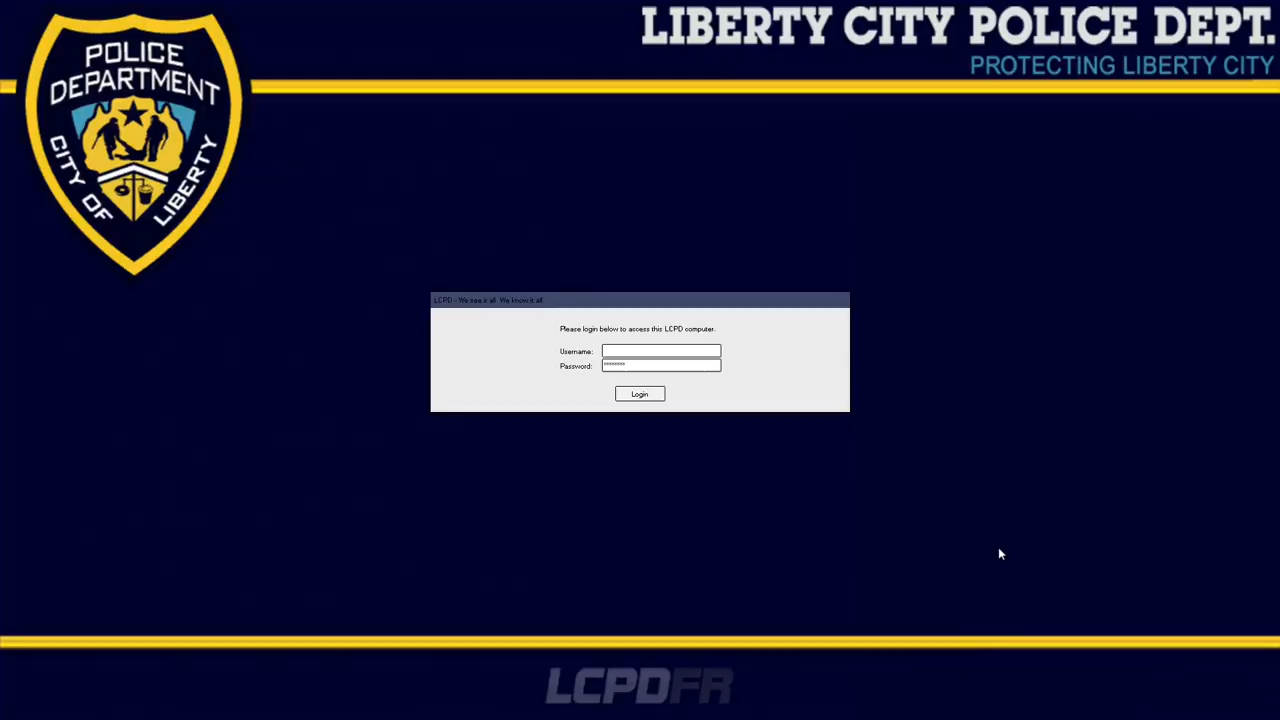 POLICE
DEPARTMENT
CITY OF LIBERTY
LIBERTY CITY POLICE DEPT.
PROTECTING LIBERTY CITY
LCPD - We see it all. We know it all.
Please login below to access this LCPD computer.
Username:
Password: ********
Login
LCPDFR